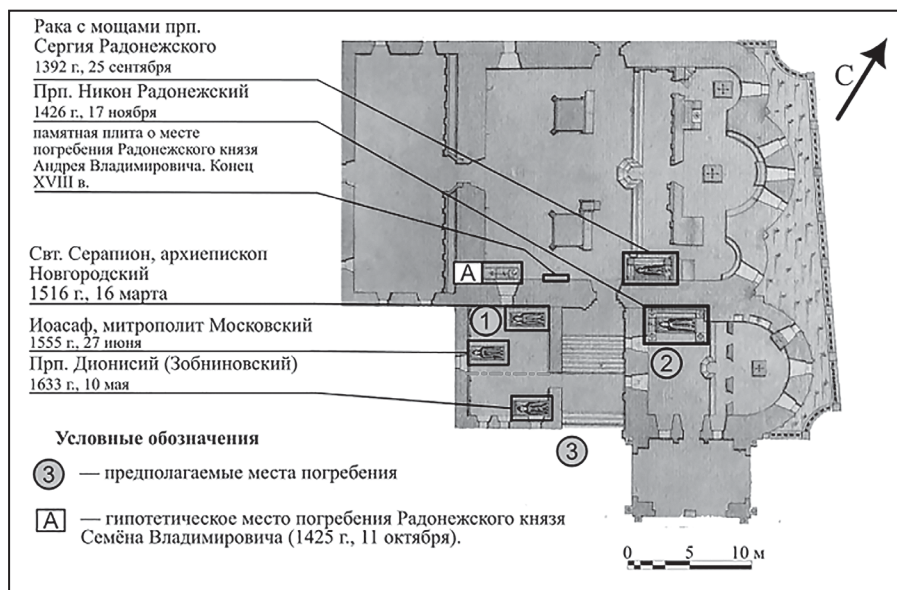 Рака с мощами прп.
Сергия Радонежского
1392 г., 25 сентября
Прп. Никон Радонежский
1426 г., 17 ноября
памятная плита о месте
погребения Радонежского князя
Андрея Владимировича. Конец
XVIII в.
Свт. Серапион, архиепископ
Новгородский
1516 г., 16 марта
Иоасаф, митрополит Московский
1555 г., 27 июня
Прп. Дионисий (Зобниновский)
1633 г., 10 мая
С
А
1
2
3
Условные обозначения
3 — предполагаемые места погребения
А — гипотетическое место погребения Радонежского князя
Семёна Владимировича (1425 г., 11 октября).
0 5 10 м